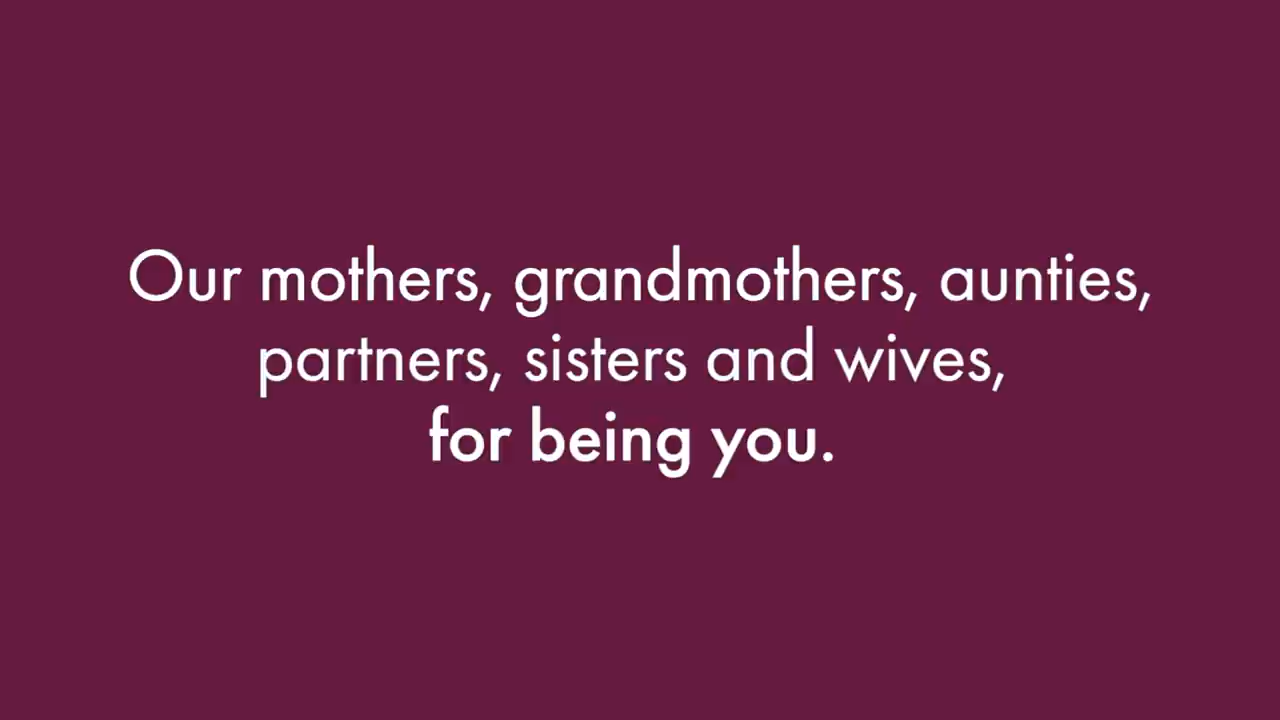 Our mothers, grandmothers, aunties,
partners, sisters and wives,
for being you.